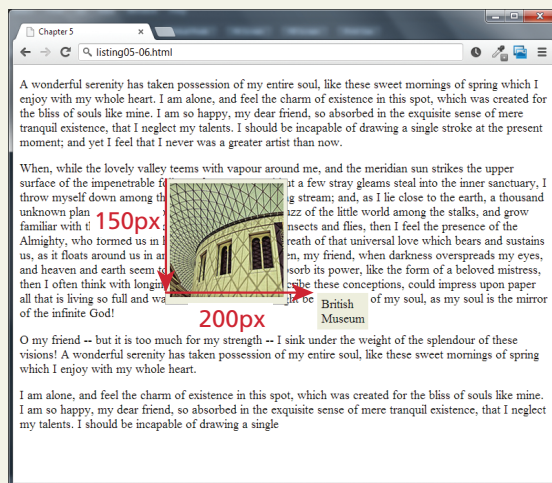 Chapter 5
listing05-06.html
A wonderful serenity has taken possession of my entire soul, like these sweet mornings of spring which I
enjoy with my whole heart. I am alone, and feel the charm of existence in this spot, which was created for
the bliss of souls like mine. I am so happy, my dear friend, so absorbed in the exquisite sense of mere
tranquil existence, that I neglect my talents. I should be incapable of drawing a single stroke at the present
moment; and yet I feel that I never was a greater artist than now.
When, while the lovely valley teems with vapour around me, and the meridian sun strikes the upper
surface of the impenetrable a few stray gleams steal into the inner sanctuary, I
throw myself down among th g stream; and, as I lie close to the earth, a thousand
unknown plan zz of the little world among the stalks, and grow
familiar with t nsects and flies, then I feel the presence of the
150px
Almighty, who formed us in eath of that universal love which bears and sustains
us, as it floats around us in a en, my friend, when darkness overspreads my eyes,
and heaven and earth seem to sorb its power, like the form of a beloved mistress,
then I often think with longin cribe these conceptions, could impress upon paper
all that is living so full and wa ght be of my soul, as my soul is the mirror
of the infinite God!
200px
British
Museum
O my friend -- but it is too much for my strength -- I sink under the weight of the splendour of these
visions! A wonderful serenity has taken possession of my entire soul, like these sweet mornings of spring
which I enjoy with my whole heart.
I am alone, and feel the charm of existence in this spot, which was created for the bliss of souls like mine.
I am so happy, my dear friend, so absorbed in the exquisite sense of mere tranquil existence, that I neglect
my talents. I should be incapable of drawing a single